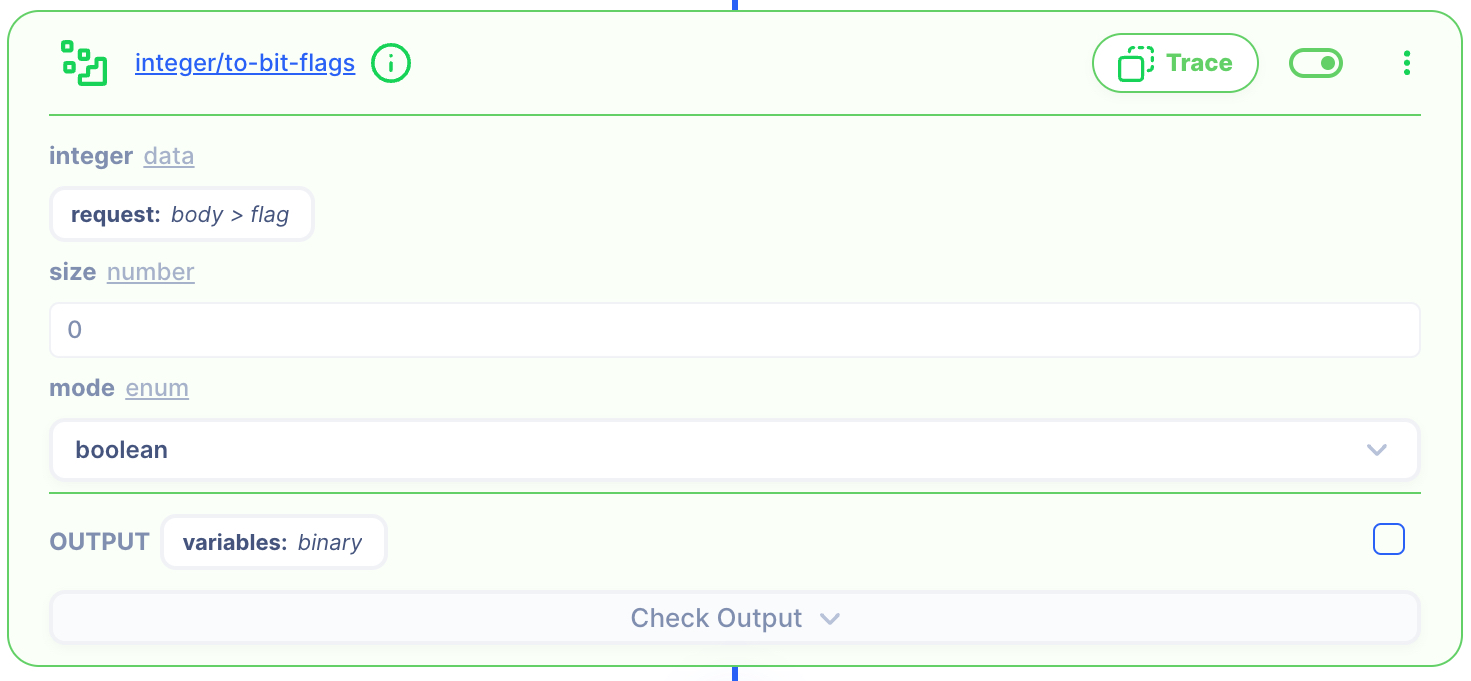 integer/to-bit-flags
Trace
integer data
request: body > flag
size number
0
mode enum
boolean
OUTPUT variables: binary
Check Output